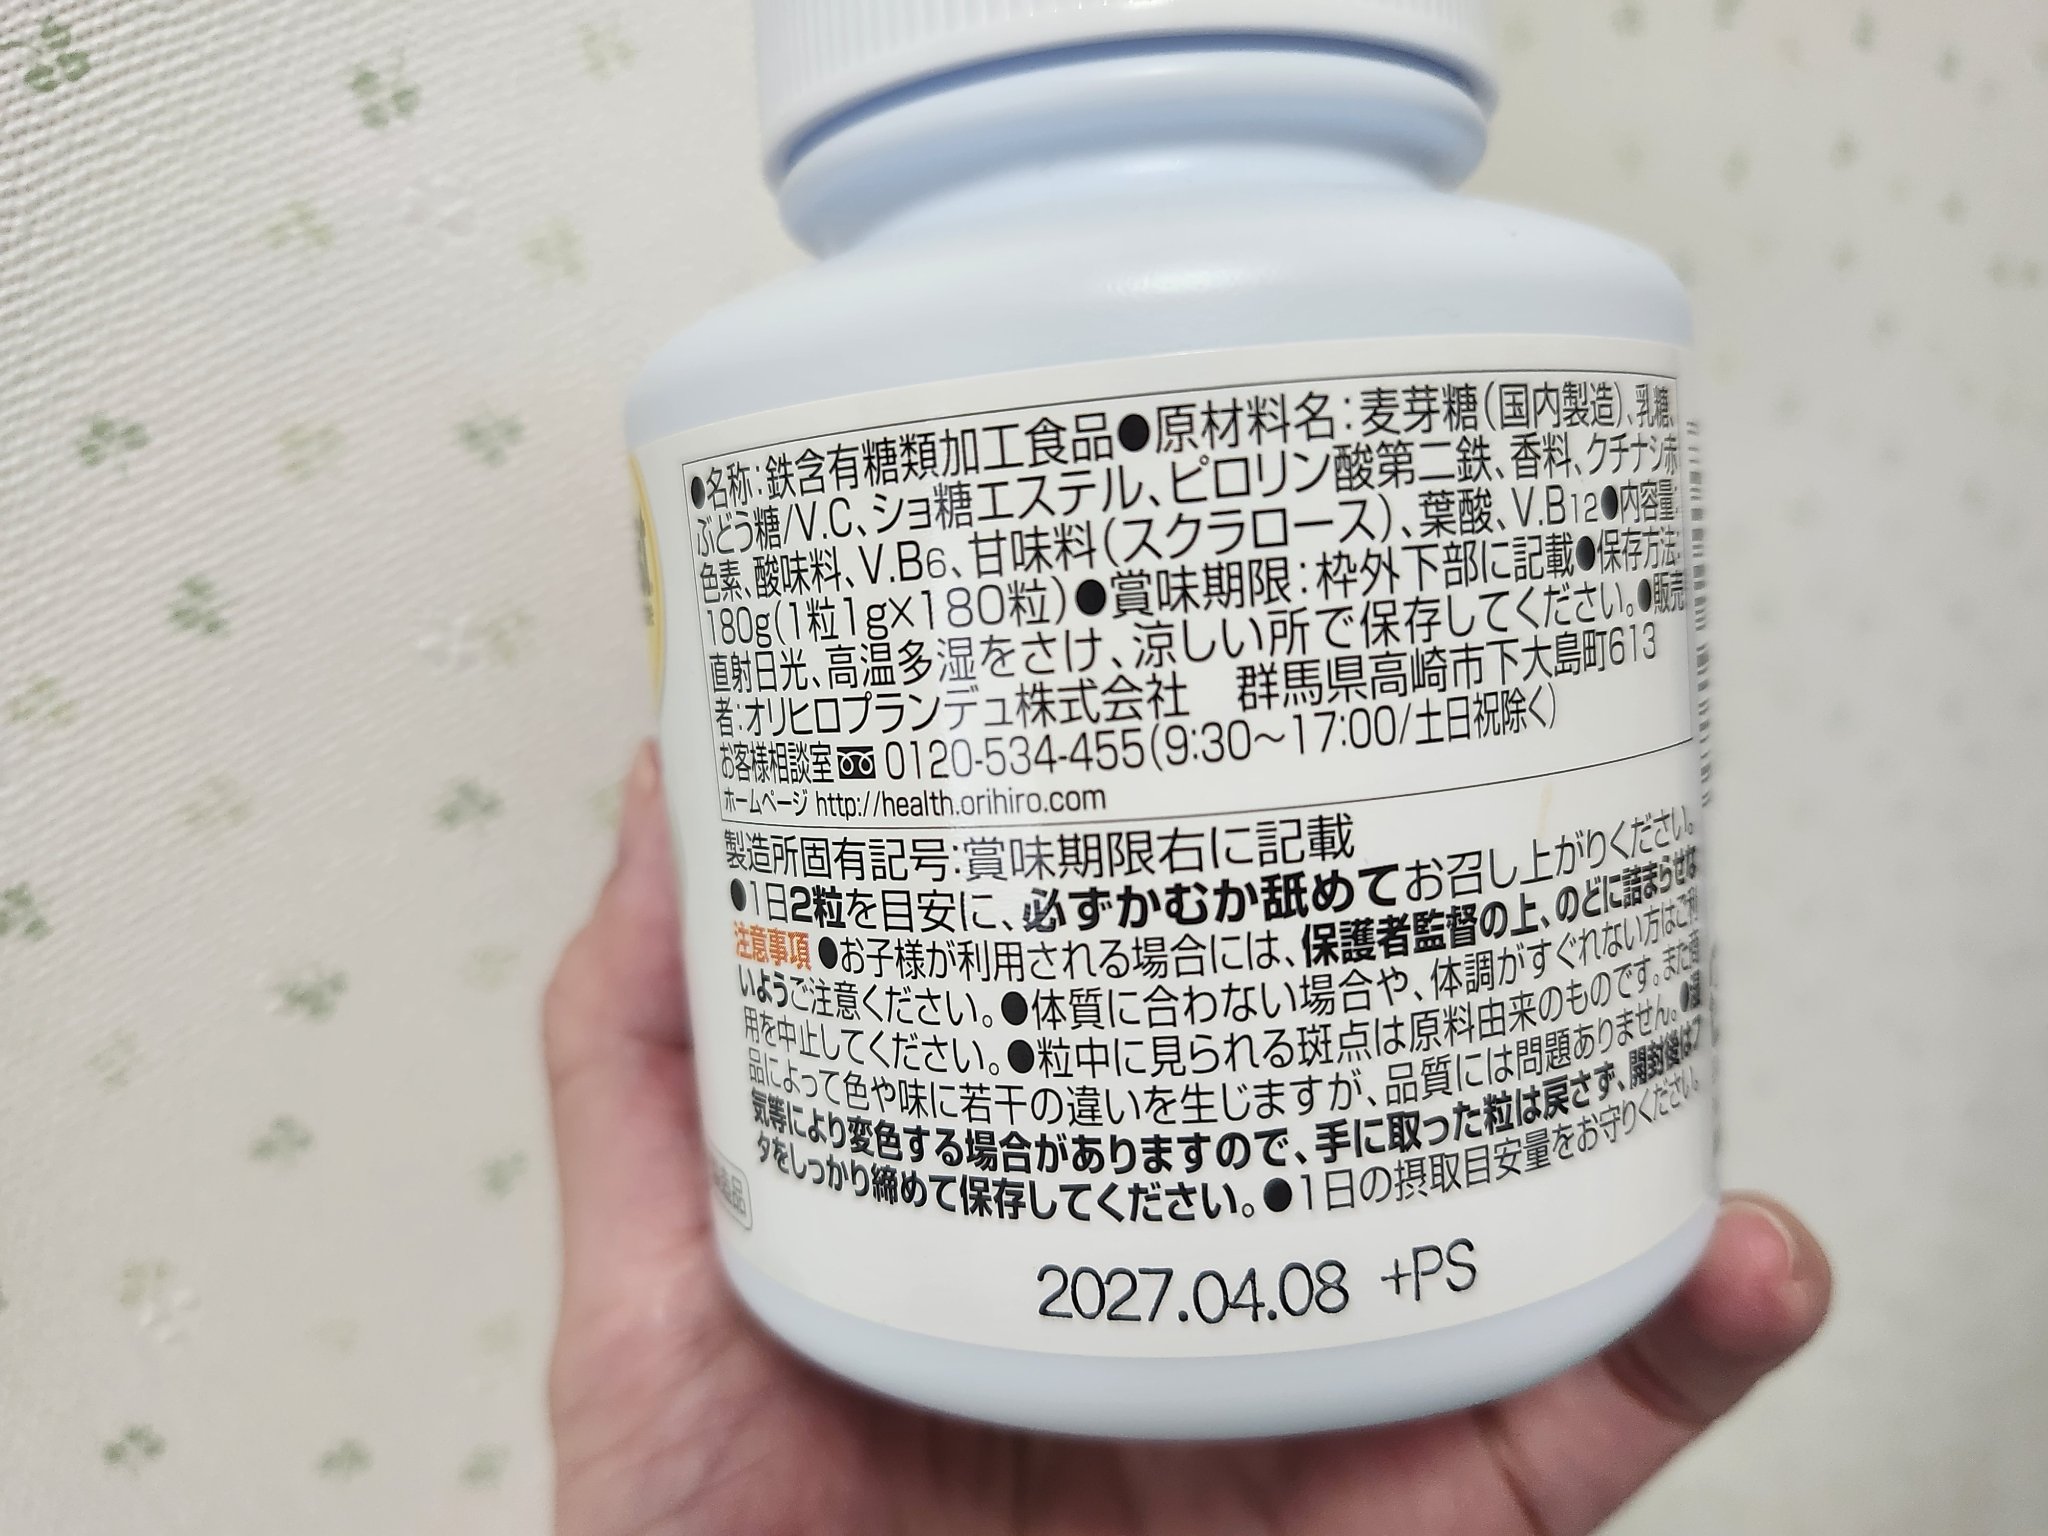 ●名称:鉄含有糖類加工食品●原材料名:麦芽糖(国内製造)、乳糖、
ぶどう糖/V.C、ショ糖エステル、ピロリン酸第二鉄、香料、クチナシ赤
色素、酸味料、V.B6、甘味料(スクラロース)、葉酸、V.B12●内容量:
180g(1粒1g×180粒)●賞味期限:枠外下部に記載●保存方法:
直射日光、高温多湿をさけ、涼しい所で保存してください。●販売
者:オリヒロプランデュ株式会社 群馬県高崎市下大島町613
お客様相談室 0120-534-455(9:30〜17:00/土日祝除く)
ホームページ http://health.orihiro.com
製造所固有記号:賞味期限右に記載
●1日2粒を目安に、必ずかむか舐めてお召し上がりください。
注意事項 ●お子様が利用される場合には、保護者監督の上、のどに詰まらせな
いようご注意ください。●体質に合わない場合や、体調がすぐれない方はご利
用を中止してください。●粒中に見られる斑点は原料由来のものです。また商
品によって色や味に若干の違いを生じますが、品質には問題ありません。●
気等により変色する場合がありますので、手に取った粒は戻さず、開封後はフ
タをしっかり締めて保存してください。●1日の摂取目安量をお守りください。
2027.04.08 +PS